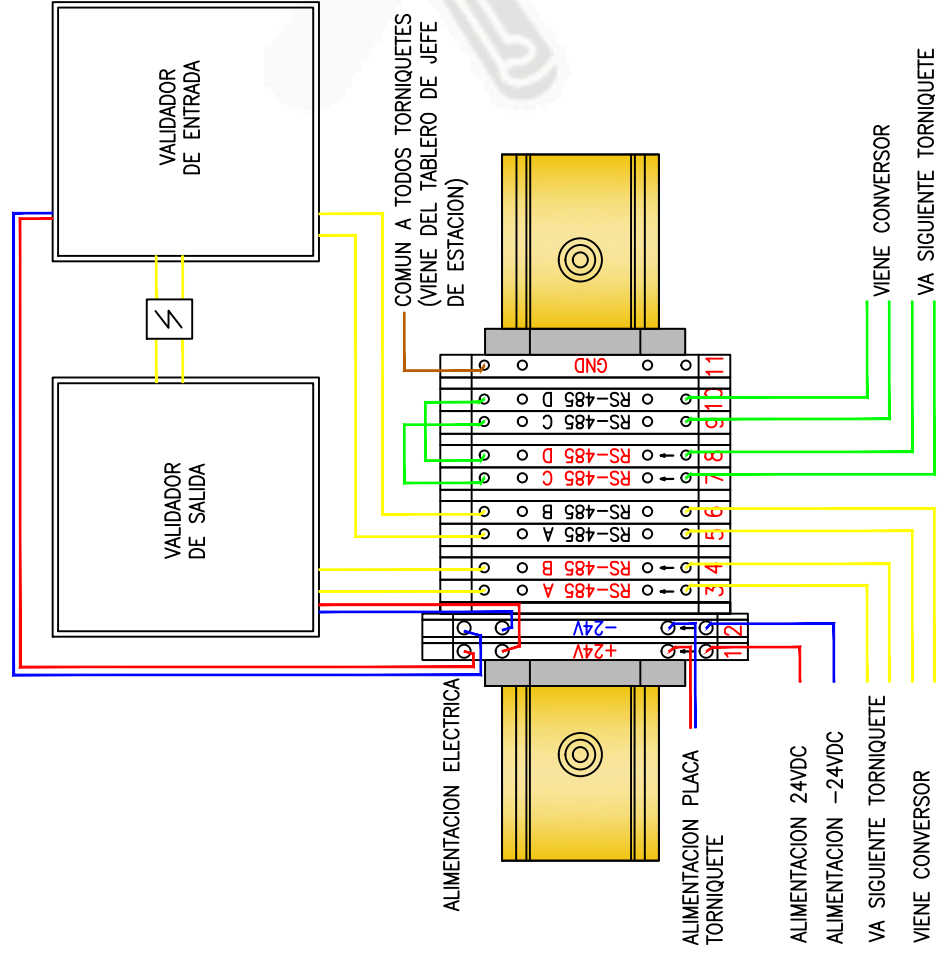 VALIDADOR
DE ENTRADA
VALIDADOR
DE SALIDA
COMUN A TODOS TORNIQUETES
(VIENE DEL TABLERO DE JEFE
DE ESTACION)
GND
11
RS-485 D
10
RS-485 C
9
RS-485 D
8
RS-485 C
7
RS-485 B
6
RS-485 A
5
RS-485 B
4
RS-485 A
3
-24V
2
+24V
1
VIENE CONVERSOR
VA SIGUIENTE TORNIQUETE
ALIMENTACION ELECTRICA
ALIMENTACION PLACA
TORNIQUETE
ALIMENTACION 24VDC
ALIMENTACION -24VDC
VA SIGUIENTE TORNIQUETE
VIENE CONVERSOR